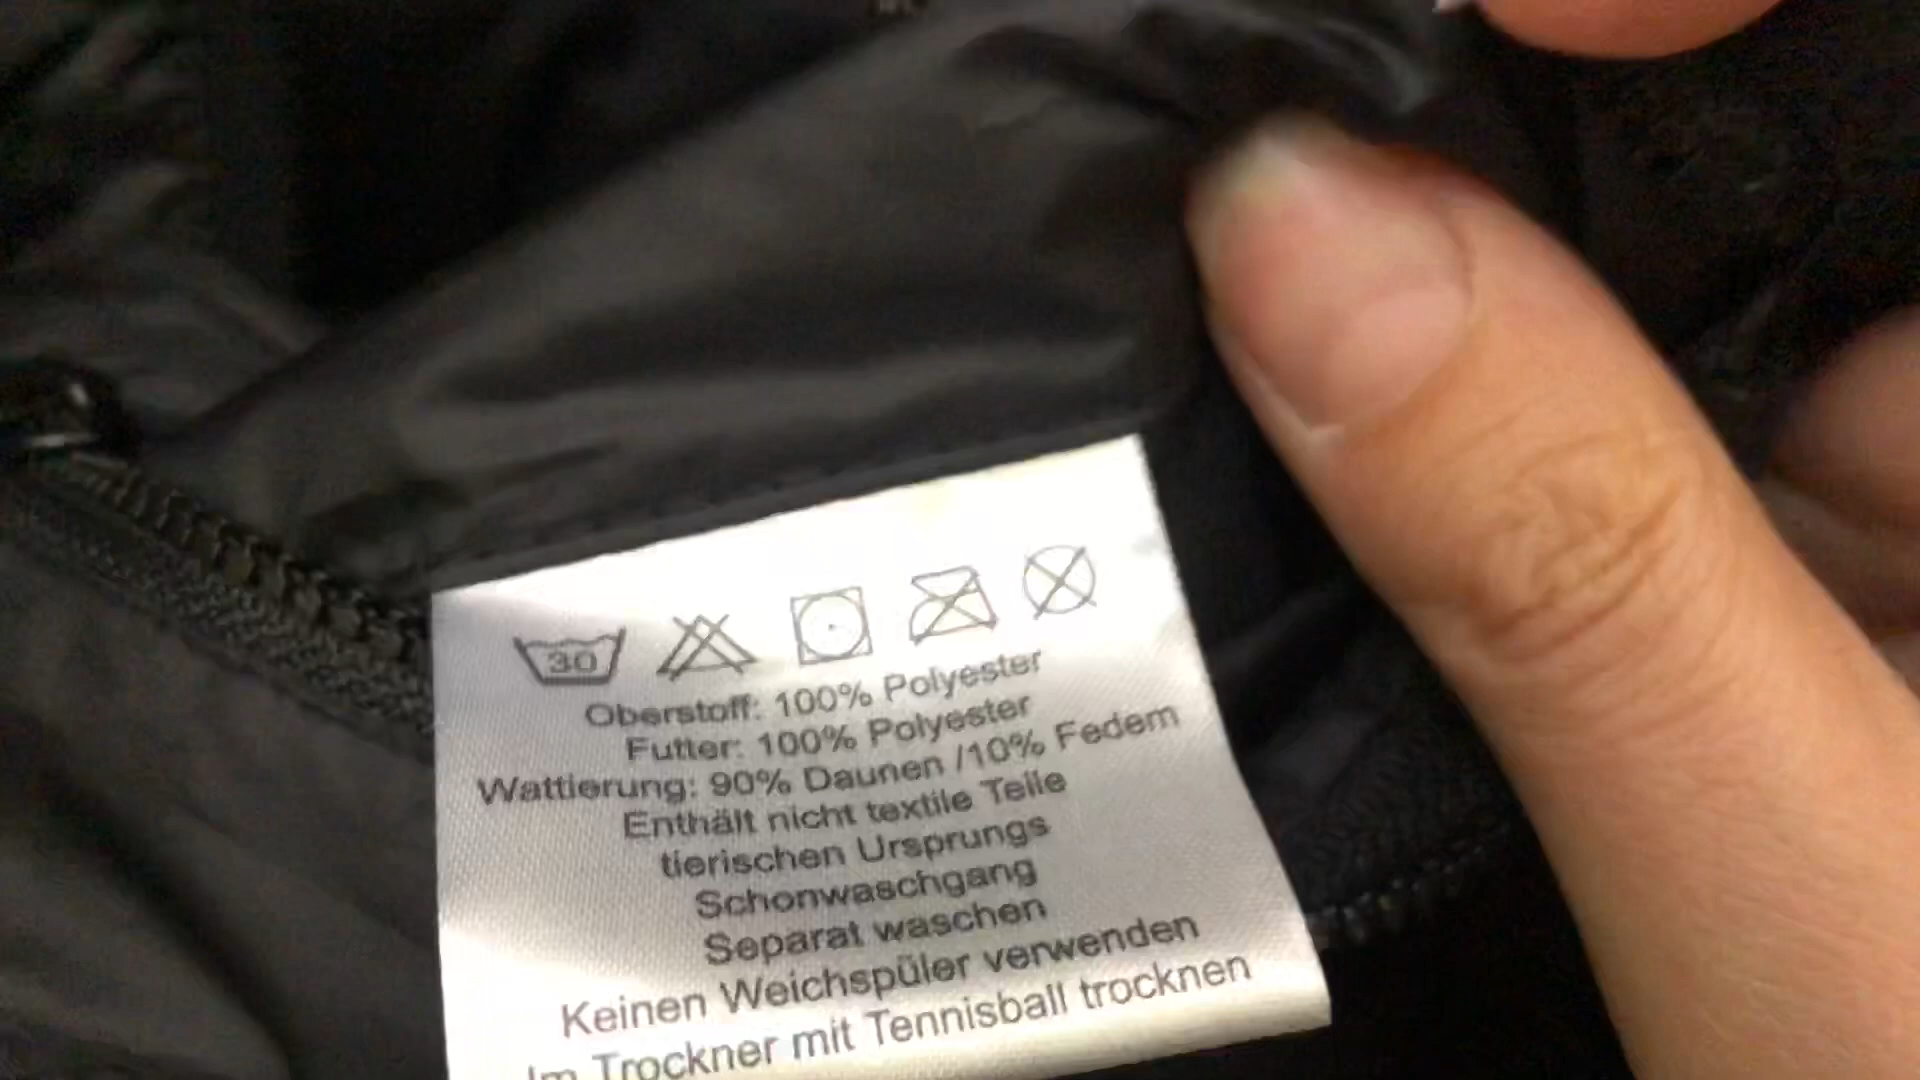 30
Oberstoff: 100% Polyester
Futter: 100% Polyester
Wattierung: 90% Daunen /10% Federn
Enthält nicht textile Teile
tierischen Ursprungs
Schonwaschgang
Separat waschen
Keinen Weichspüler verwenden
Im Trockner mit Tennisball trocknen